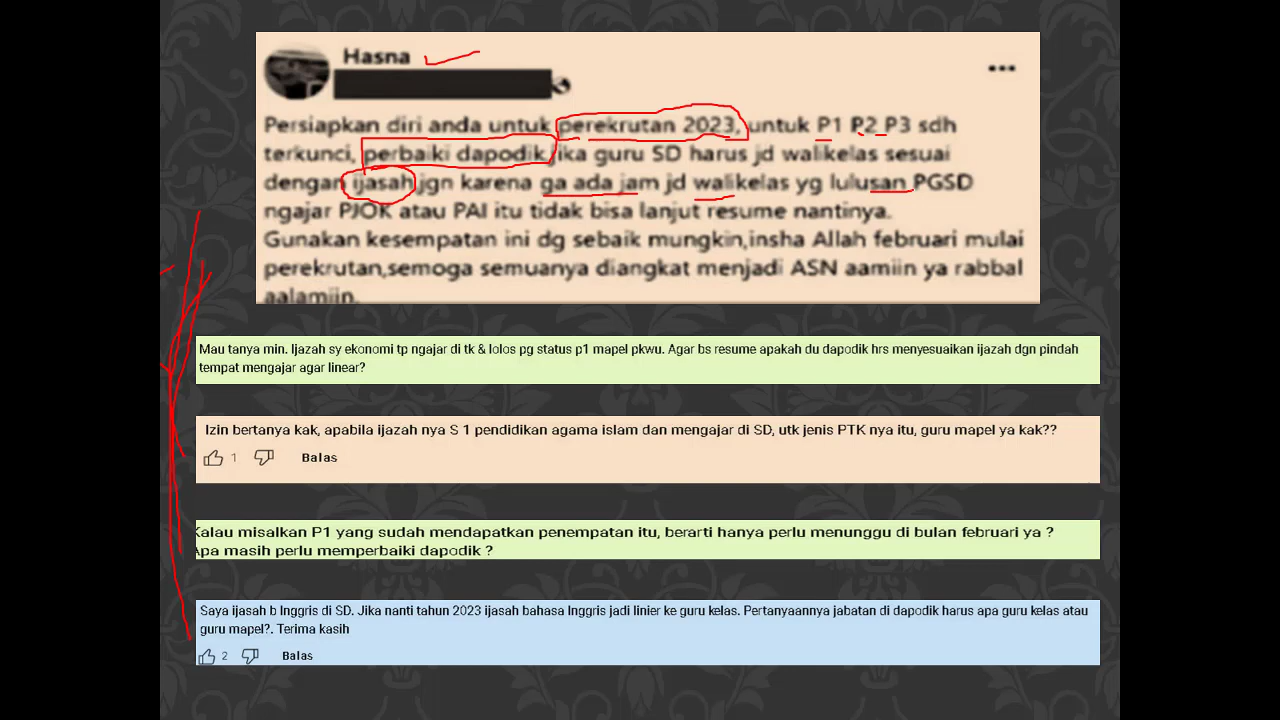 Hasna
Persiapkan diri anda untuk perekrutan 2023, untuk P1 P2 P3 sdh
terkunci, perbaiki dapodik,jika guru SD harus jd walikelas sesuai
dengan ijasah jgn karena ga ada jam jd walikelas yg lulusan PGSD
ngajar PJOK atau PAI itu tidak bisa lanjut resume nantinya.
Gunakan kesempatan ini dg sebaik mungkin,insha Allah februari mulai
perekrutan,semoga semuanya diangkat menjadi ASN aamiin ya rabbal
aalamiin.
Mau tanya min. Ijazah sy ekonomi tp ngajar di tk & lolos pg status p1 mapel pkwu. Agar bs resume apakah du dapodik hrs menyesuaikan ijazah dgn pindah
tempat mengajar agar linear?
Izin bertanya kak, apabila ijazah nya S 1 pendidikan agama islam dan mengajar di SD, utk jenis PTK nya itu, guru mapel ya kak??
1 Balas
Kalau misalkan P1 yang sudah mendapatkan penempatan itu, berarti hanya perlu menunggu di bulan februari ya ?
Apa masih perlu memperbaiki dapodik ?
Saya ijasah b Inggris di SD. Jika nanti tahun 2023 ijasah bahasa Inggris jadi linier ke guru kelas. Pertanyaannya jabatan di dapodik harus apa guru kelas atau
guru mapel?. Terima kasih
2 Balas